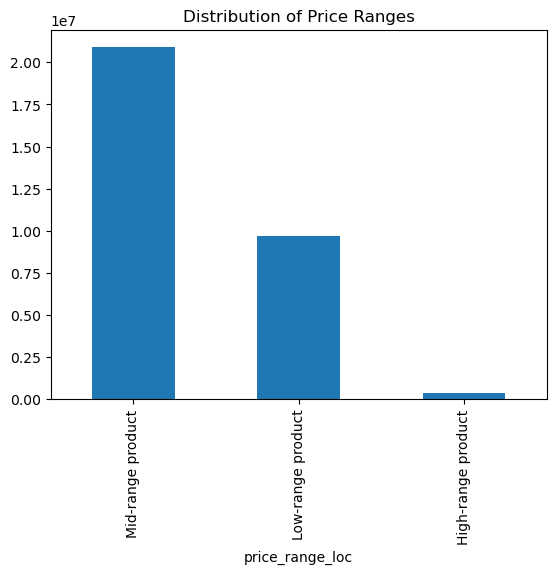 Distribution of Price Ranges
1e7
2.00
1.75
1.50
1.25
1.00
0.75
0.50
0.25
0.00
Mid-range product
Low-range product
High-range product
price_range_loc